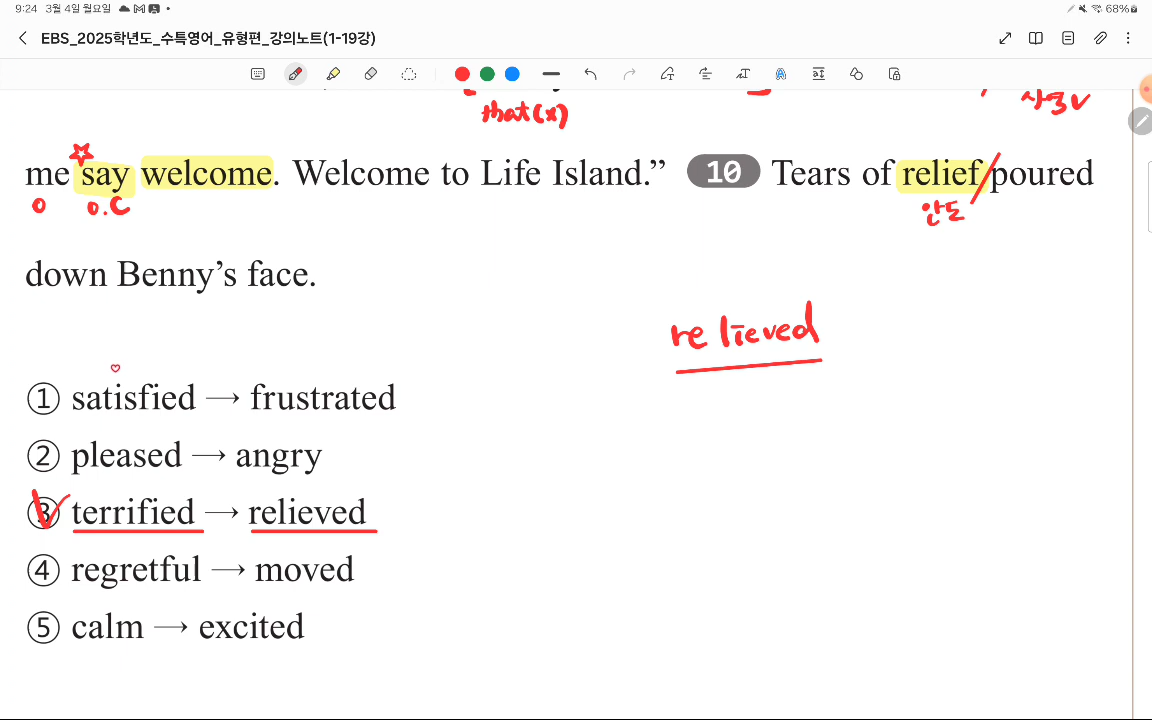 9:24 3월 4일 월요일 68%
EBS_2025학년도_수특영어_유형편_강의노트(1-19강)
that(x)
me say welcome. Welcome to Life Island.” 10 Tears of relief/poured
o o.c 안도
down Benny’s face.
relieved
① satisfied → frustrated
② pleased → angry
③ terrified → relieved
④ regretful → moved
⑤ calm → excited